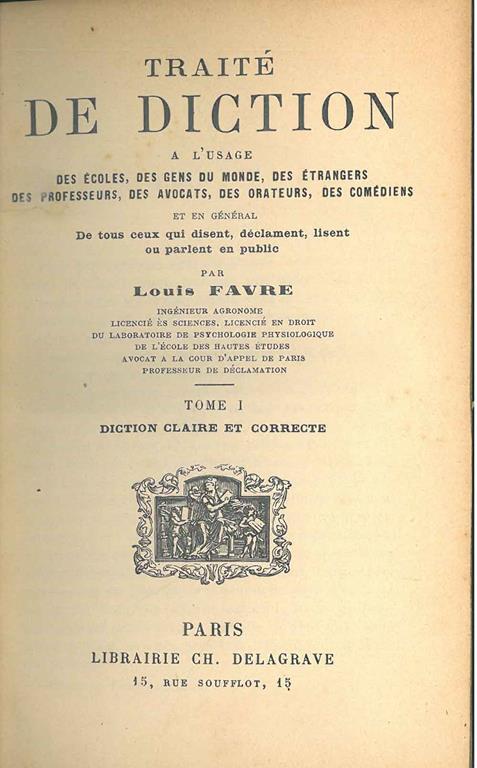 TRAITÉ
DE DICTION
A L'USAGE
DES ÉCOLES, DES GENS DU MONDE, DES ÉTRANGERS
DES PROFESSEURS, DES AVOCATS, DES ORATEURS, DES COMÉDIENS
ET EN GÉNÉRAL
De tous ceux qui disent, déclament, lisent
ou parlent en public
PAR
Louis FAVRE
INGÉNIEUR AGRONOME
LICENCIÉ ÈS SCIENCES, LICENCIÉ EN DROIT
DU LABORATOIRE DE PSYCHOLOGIE PHYSIOLOGIQUE
DE L'ÉCOLE DES HAUTES ÉTUDES
AVOCAT A LA COUR D'APPEL DE PARIS
PROFESSEUR DE DÉCLAMATION
TOME I
DICTION CLAIRE ET CORRECTE
PARIS
LIBRAIRIE CH. DELAGRAVE
15, RUE SOUFFLOT, 15